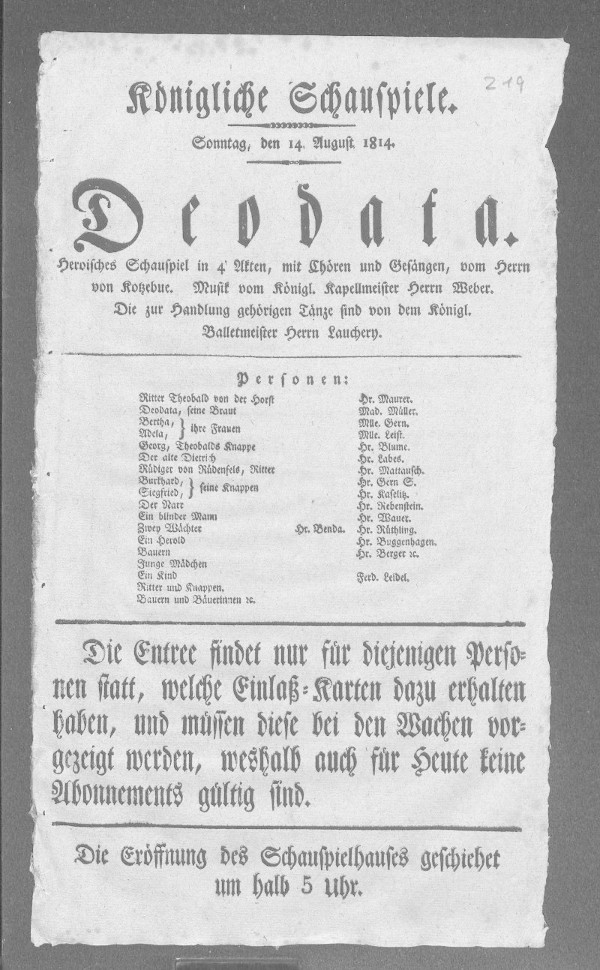 219
Königliche Schauspiele.
Sonntag, den 14. August 1814.
Deodata.
Heroisches Schauspiel in 4 Akten, mit Chören und Gesängen, vom Herrn
von Kotzebue. Musik vom Königl. Kapellmeister Herrn Weber.
Die zur Handlung gehörigen Tänze sind von dem Königl.
Balletmeister Herrn Lauchery.
Personen:
Ritter Theobald von der Horst Hr. Maurer.
Deodata, seine Braut Mad. Müller.
Bertha, Mlle. Gern.
Adela, } ihre Frauen Mlle. Leist.
Georg, Theobalds Knappe Hr. Blume.
Der alte Dietrich Hr. Labes.
Rüdiger von Rüdenfels, Ritter Hr. Mattausch.
Burkhard, Hr. Gern S.
Siegfried, } seine Knappen Hr. Kaselitz.
Der Narr Hr. Rebenstein.
Ein blinder Mann Hr. Wauer.
Zwey Wächter Hr. Benda. Hr. Rüthling.
Ein Herold Hr. Buggenhagen.
Bauern Hr. Berger ꝛc.
Junge Mädchen
Ein Kind Ferd. Leidel.
Ritter und Knappen.
Bauern und Bäuerinnen ꝛc.
Die Entree findet nur für diejenigen Perso-
nen statt, welche Einlaß-Karten dazu erhalten
haben, und müssen diese bei den Wachen vor-
gezeigt werden, weshalb auch für Heute keine
Abonnements gültig sind.
Die Eröffnung des Schauspielhauses geschiehet
um halb 5 Uhr.